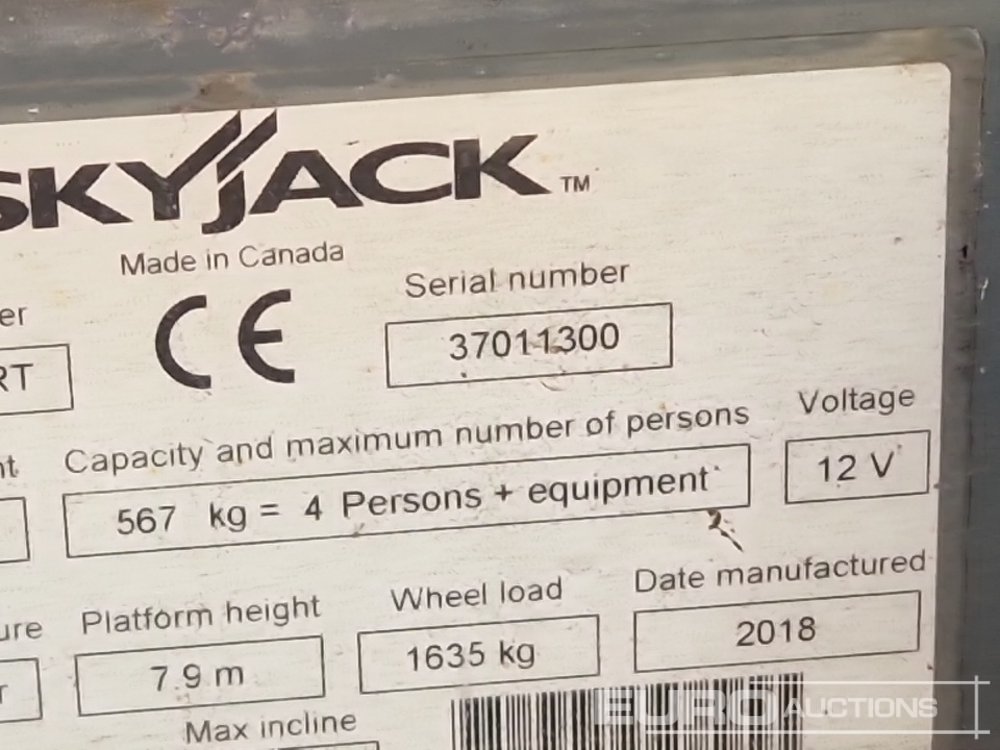 SKYJACK™
Made in Canada
CE
Serial number
37011300
er
RT
Capacity and maximum number of persons
567 kg = 4 Persons + equipment
Voltage
12 V
nt
ure
r
Platform height
7.9 m
Wheel load
1635 kg
Date manufactured
2018
Max incline
EURO AUCTIONS